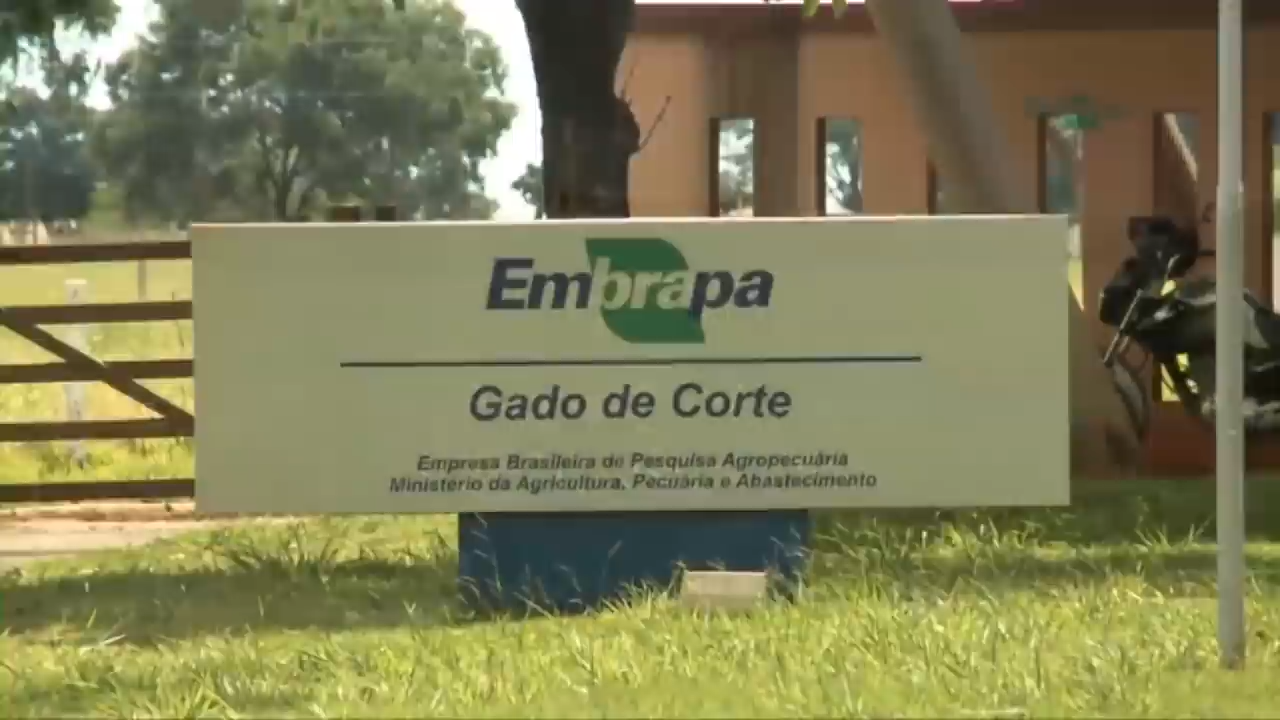 Embrapa
Gado de Corte
Empresa Brasileira de Pesquisa Agropecuária
Ministério da Agricultura, Pecuária e Abastecimento